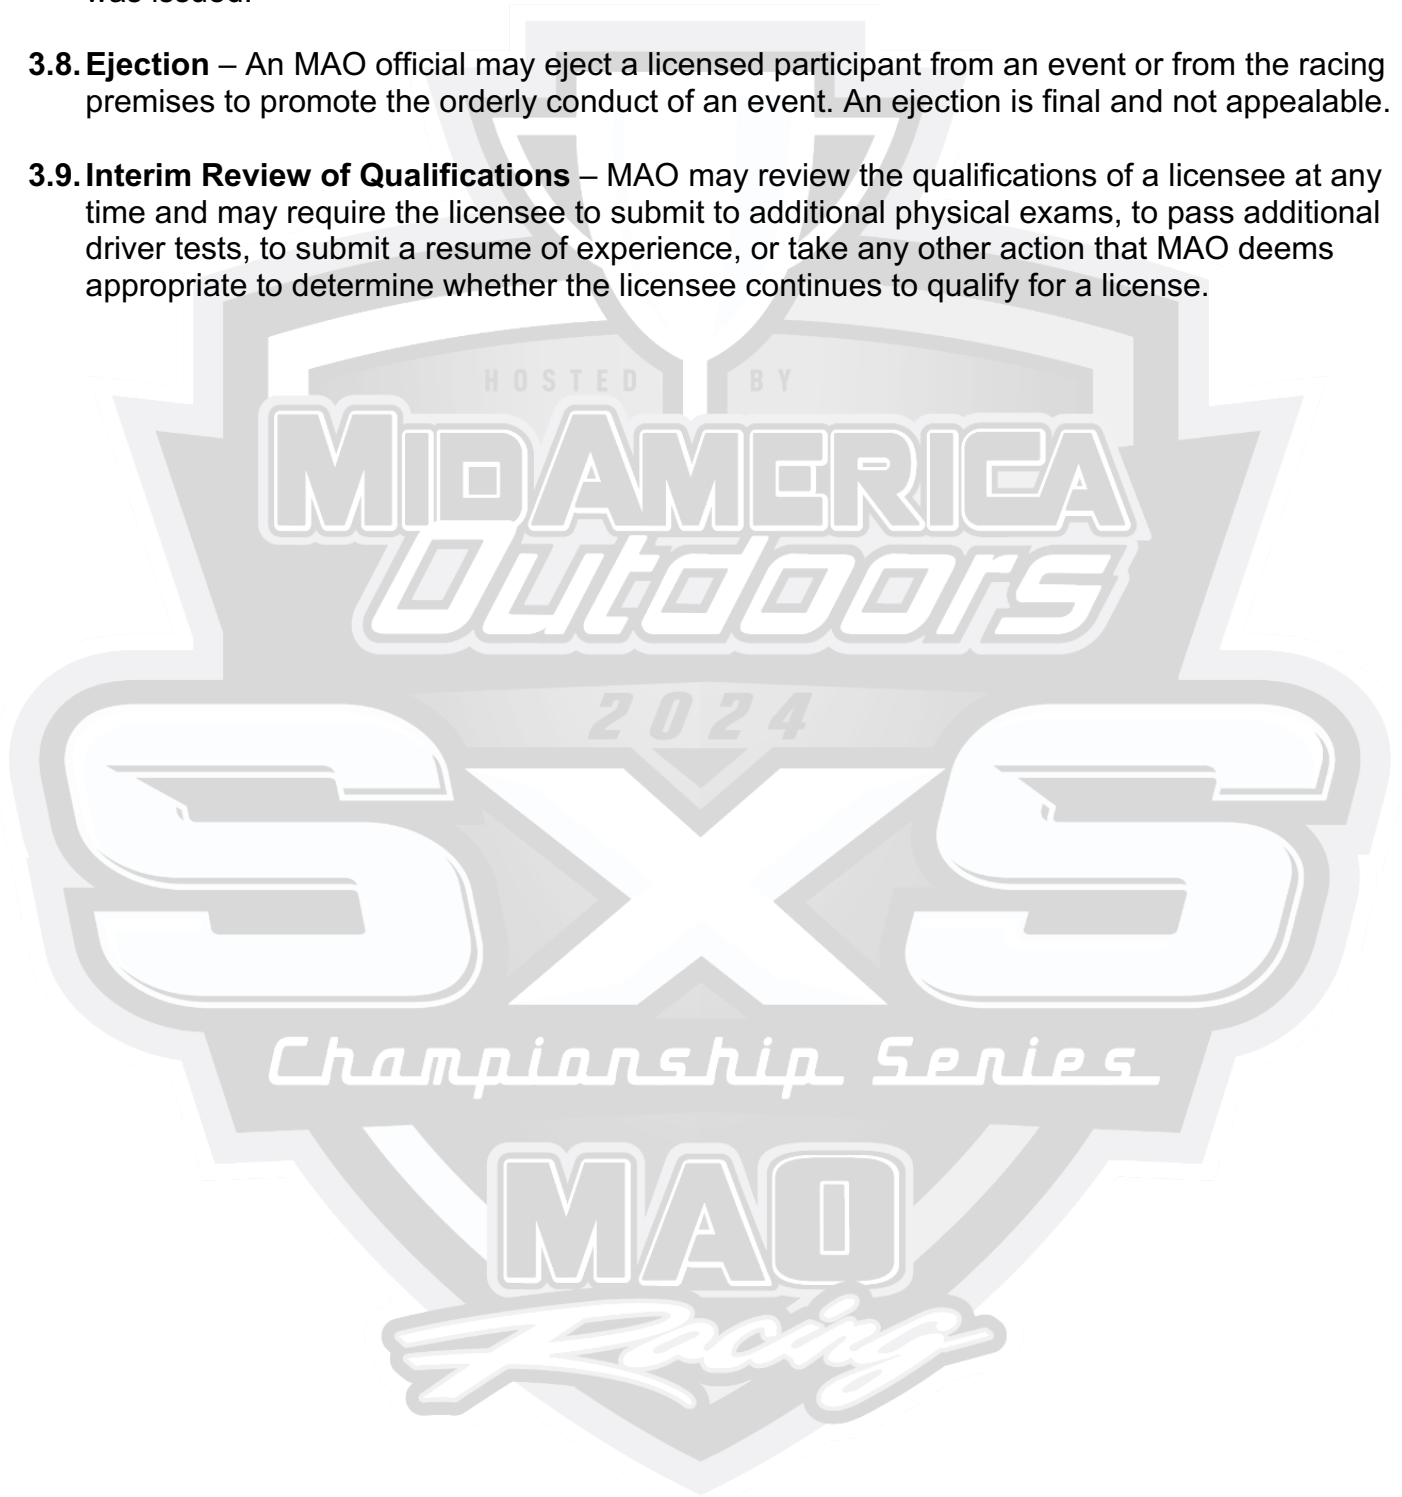 was issued.
3.8. Ejection – An MAO official may eject a licensed participant from an event or from the racing
premises to promote the orderly conduct of an event. An ejection is final and not appealable.
3.9. Interim Review of Qualifications – MAO may review the qualifications of a licensee at any
time and may require the licensee to submit to additional physical exams, to pass additional
driver tests, to submit a resume of experience, or take any other action that MAO deems
appropriate to determine whether the licensee continues to qualify for a license.
HOSTED BY
MIDAMERICA
Outdoors
2024
SXS
Championship Series
MAO
Racing